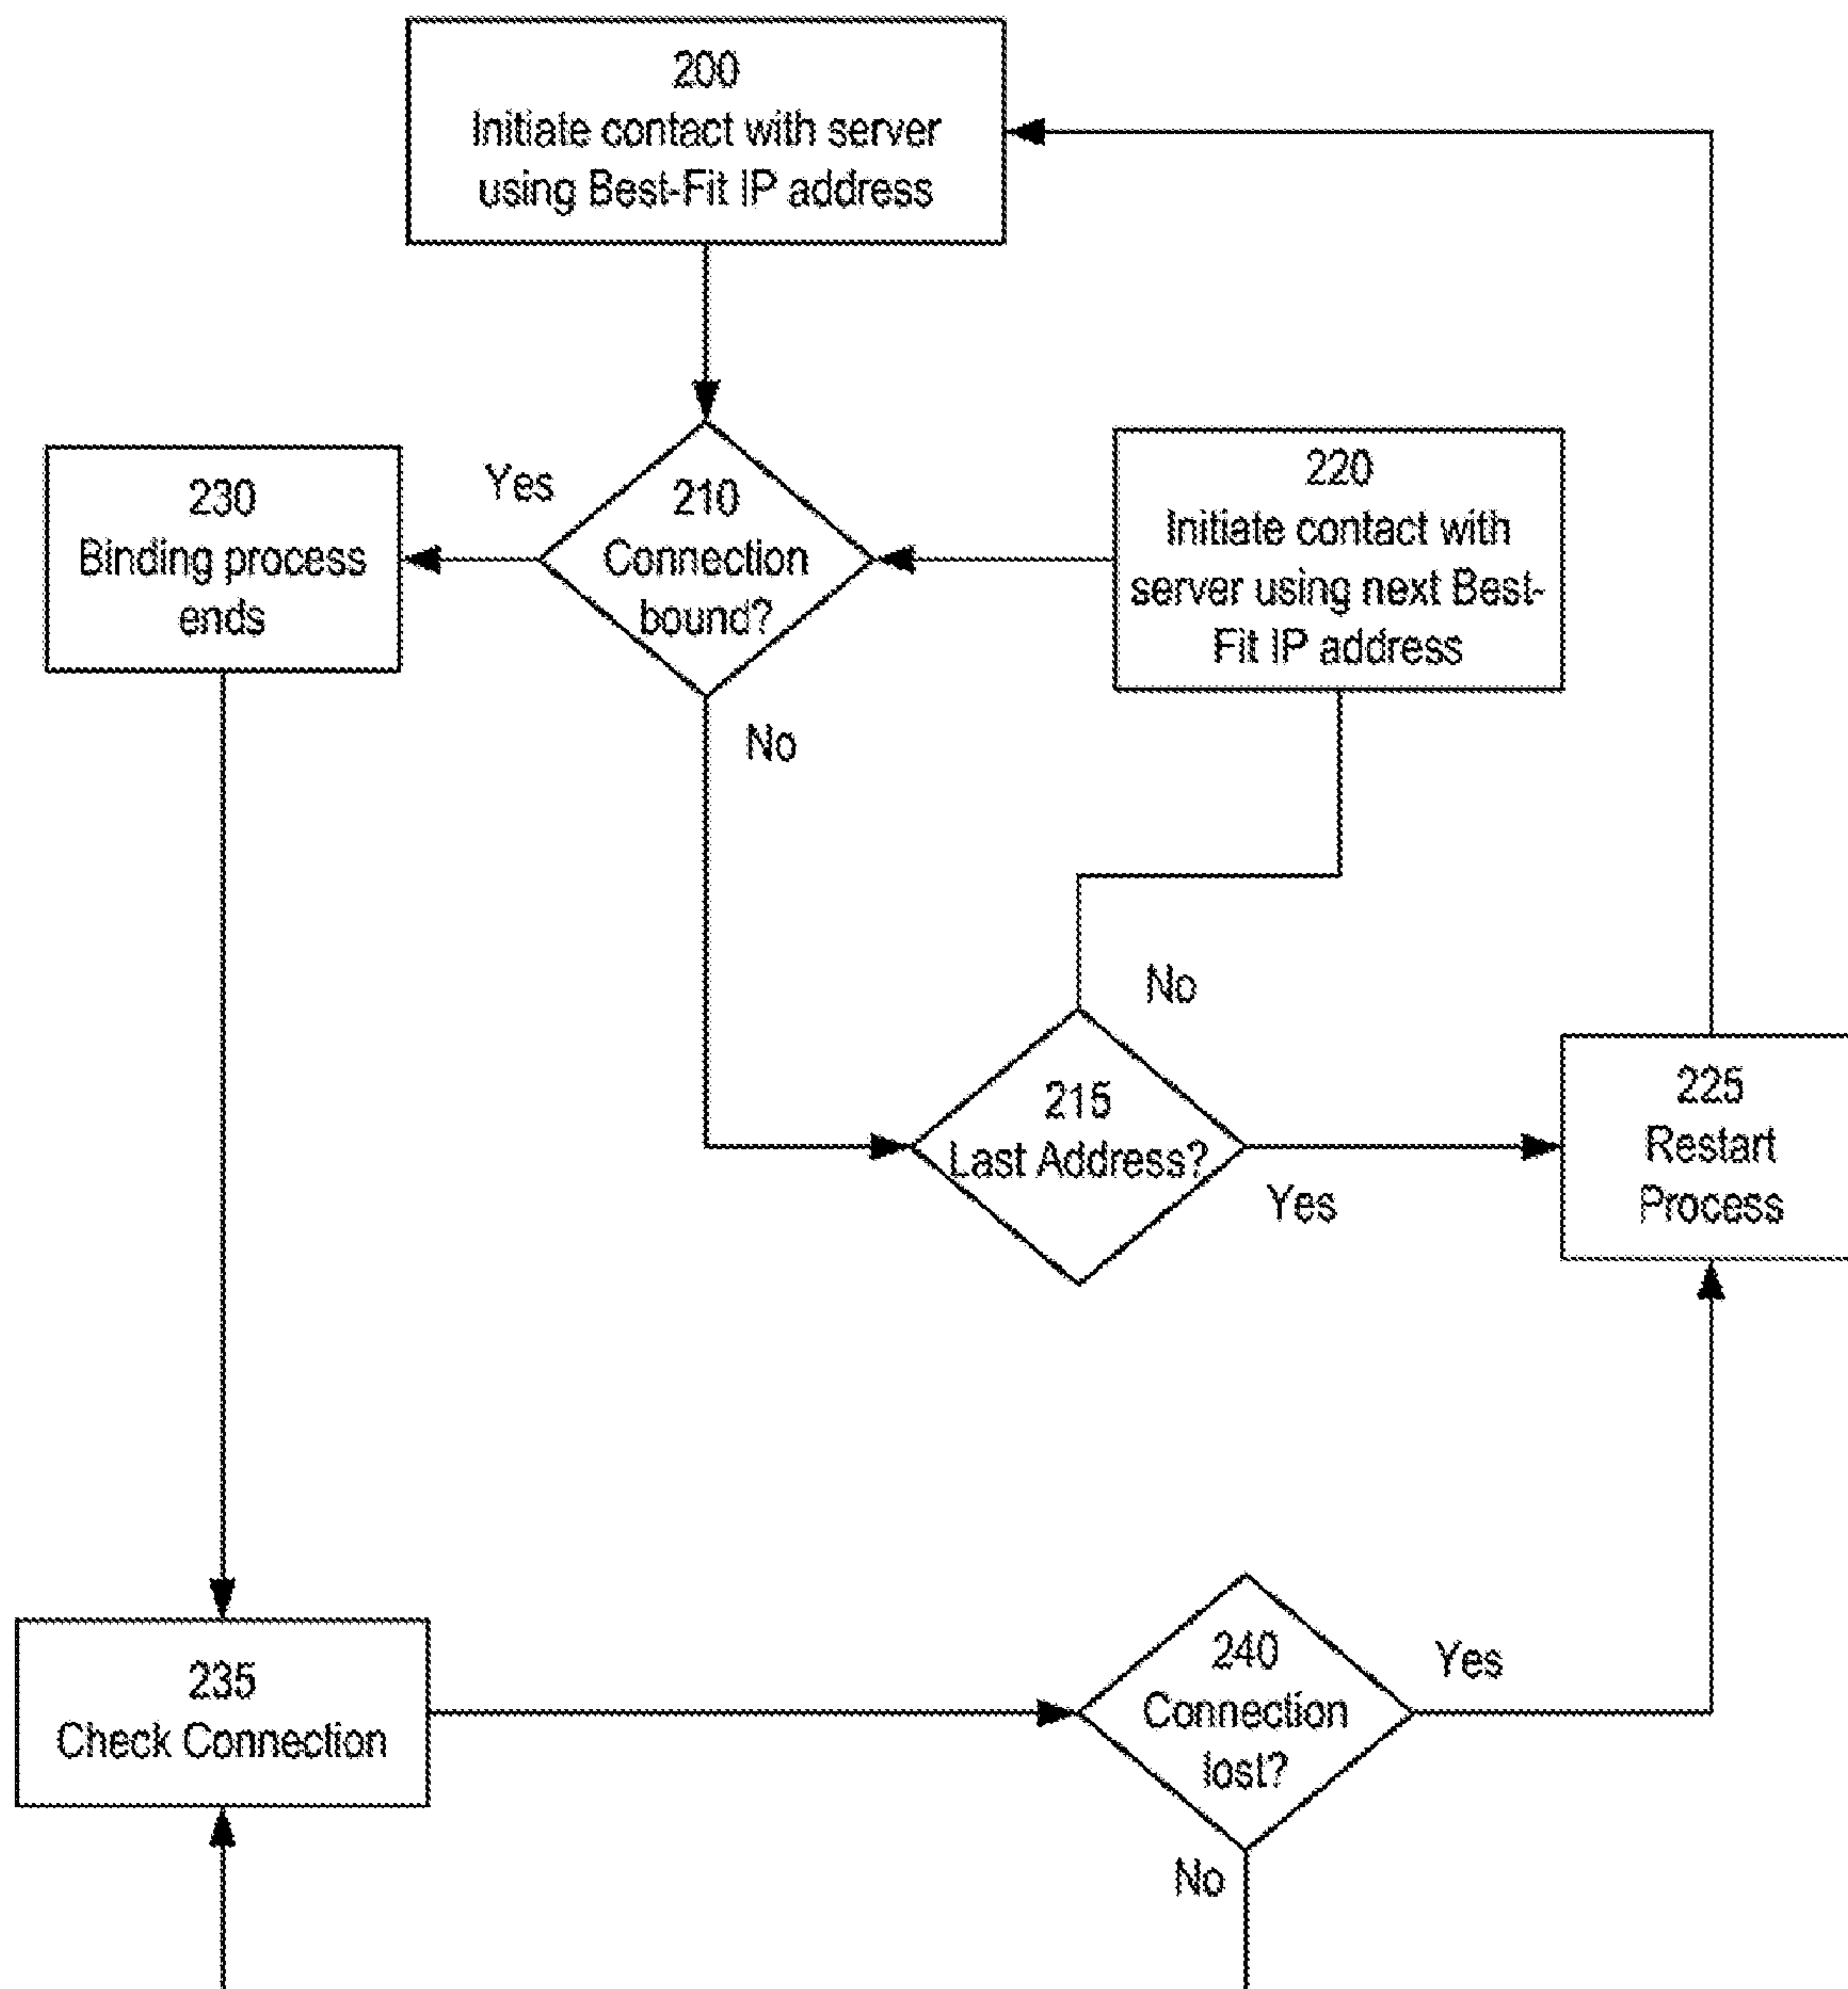 200
Initiate contact with server
using Best-Fit IP address
230
Binding process
ends
Yes
210
Connection
bound?
220
Initiate contact with
server using next Best-
Fit IP address
No
No
215
Last Address?
Yes
225
Restart
Process
235
Check Connection
240
Connection
lost?
Yes
No